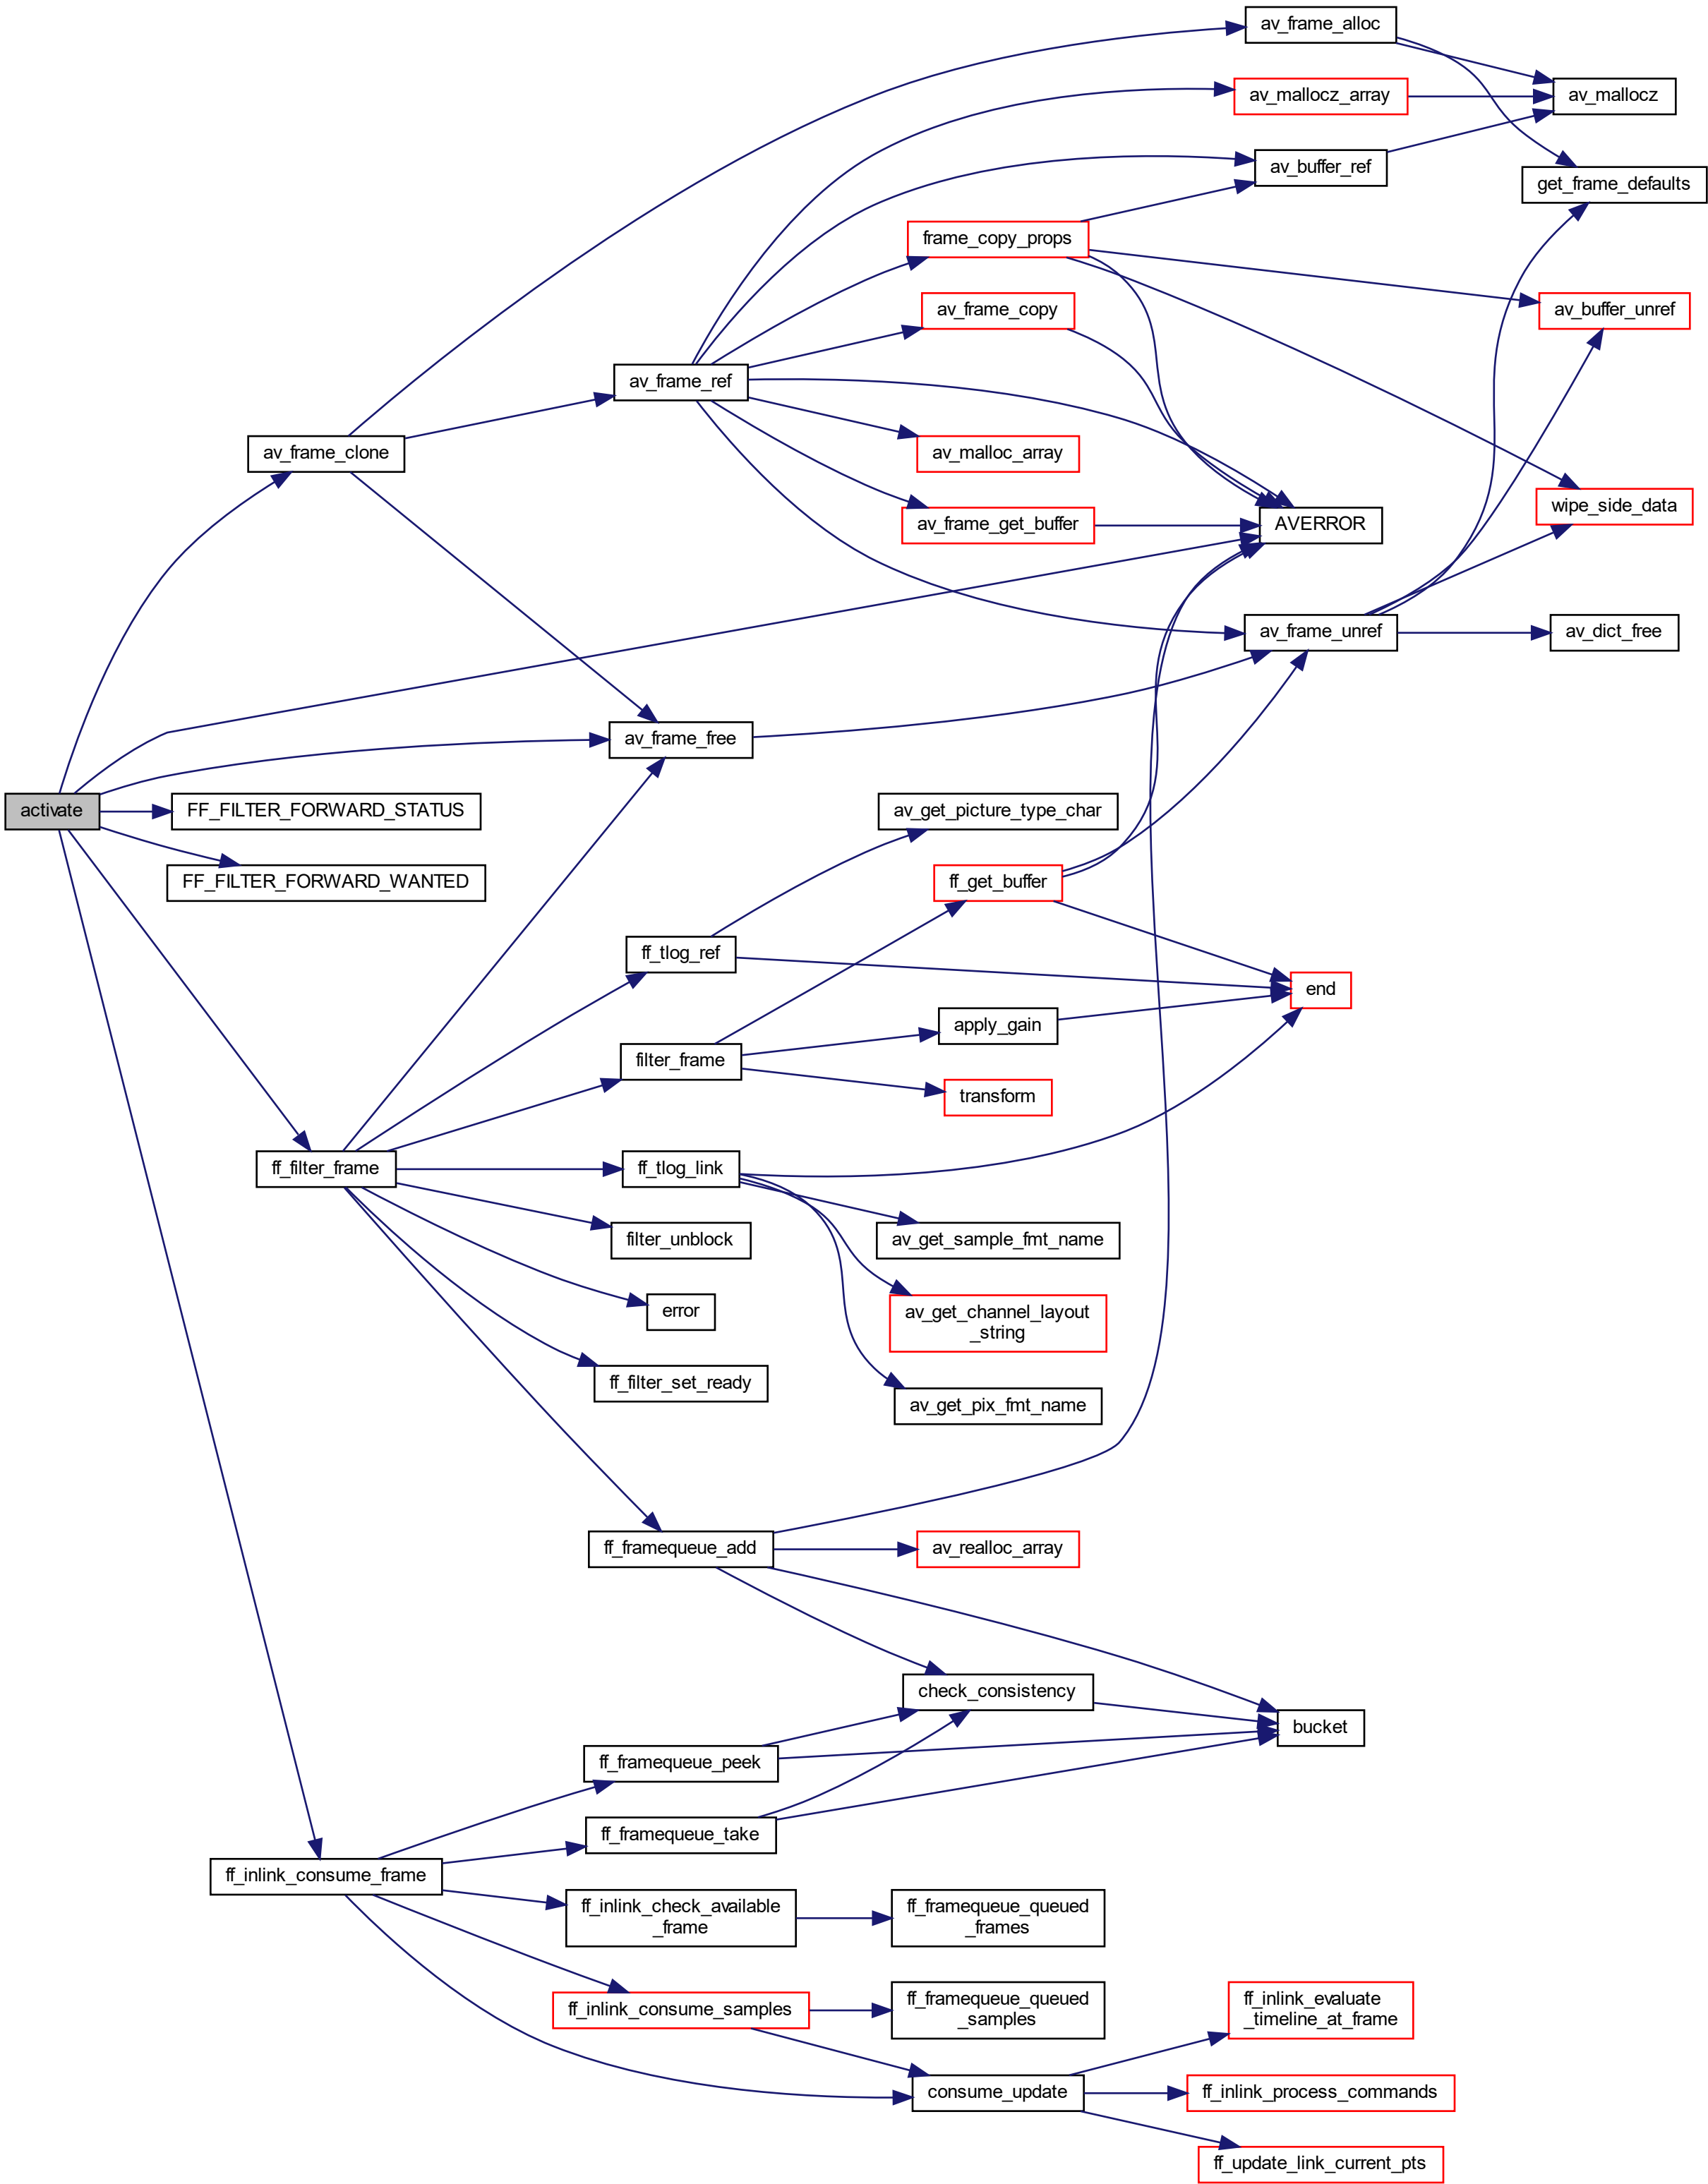 av_frame_alloc
av_mallocz_array
av_mallocz
av_buffer_ref
get_frame_defaults
frame_copy_props
av_frame_copy
av_buffer_unref
av_frame_ref
av_frame_clone
av_malloc_array
wipe_side_data
av_frame_get_buffer
AVERROR
av_frame_unref
av_dict_free
av_frame_free
activate
FF_FILTER_FORWARD_STATUS
av_get_picture_type_char
FF_FILTER_FORWARD_WANTED
ff_get_buffer
ff_tlog_ref
end
apply_gain
filter_frame
transform
ff_filter_frame
ff_tlog_link
filter_unblock
av_get_sample_fmt_name
error
av_get_channel_layout
_string
ff_filter_set_ready
av_get_pix_fmt_name
ff_framequeue_add
av_realloc_array
check_consistency
bucket
ff_framequeue_peek
ff_framequeue_take
ff_inlink_consume_frame
ff_inlink_check_available
_frame
ff_framequeue_queued
_frames
ff_inlink_consume_samples
ff_framequeue_queued
_samples
ff_inlink_evaluate
_timeline_at_frame
consume_update
ff_inlink_process_commands
ff_update_link_current_pts